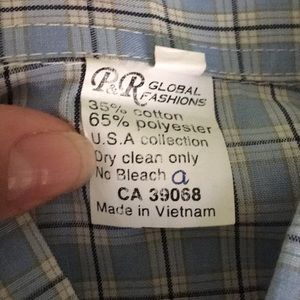 P&R GLOBAL
FASHIONS
35% cotton
65% polyester
U.S.A collection
Dry clean only
No Bleach a
CA 39068
Made in Vietnam